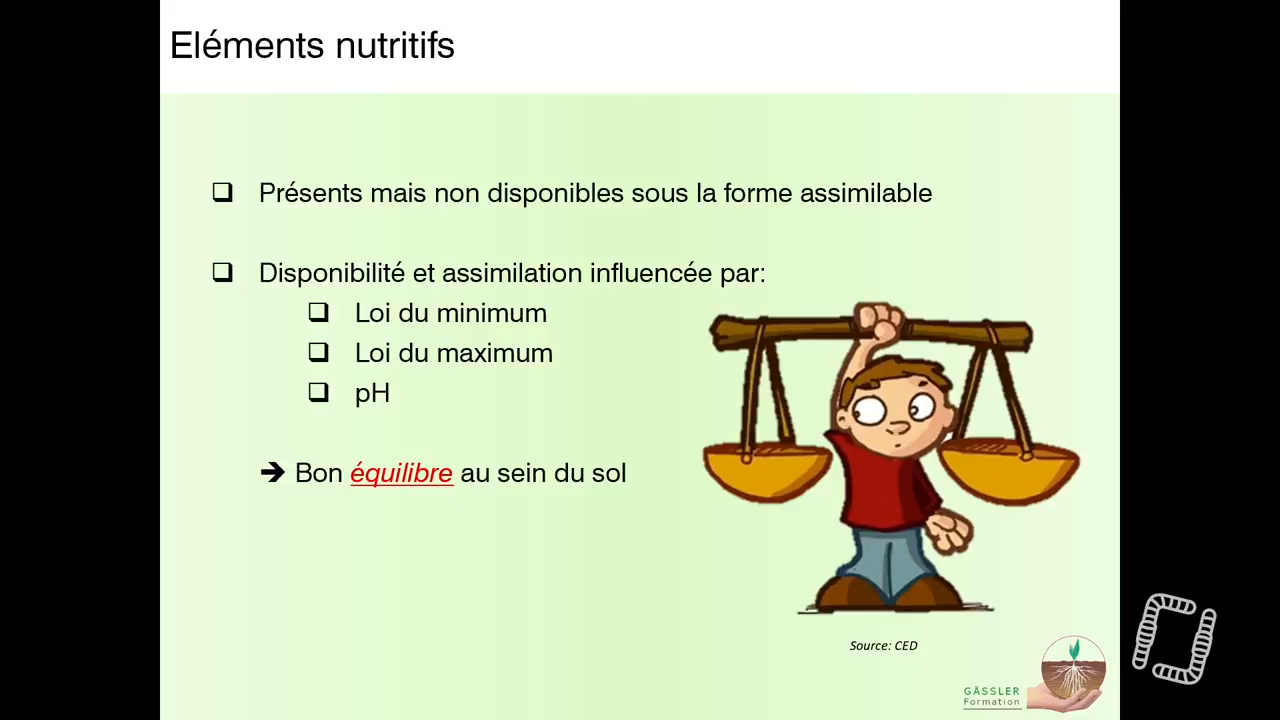 Eléments nutritifs
Présents mais non disponibles sous la forme assimilable
Disponibilité et assimilation influencée par:
Loi du minimum
Loi du maximum
pH
➔ Bon équilibre au sein du sol
Source: CED
GÄSSLER
Formation